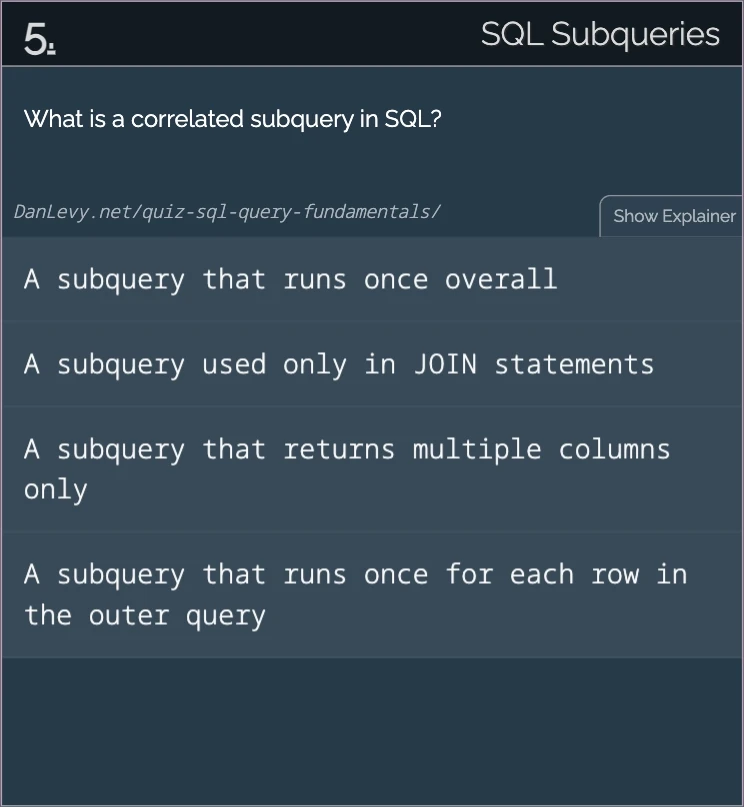 5.
SQL Subqueries
What is a correlated subquery in SQL?
DanLevy.net/quiz-sql-query-fundamentals/
Show Explainer
A subquery that runs once overall
A subquery used only in JOIN statements
A subquery that returns multiple columns
only
A subquery that runs once for each row in
the outer query